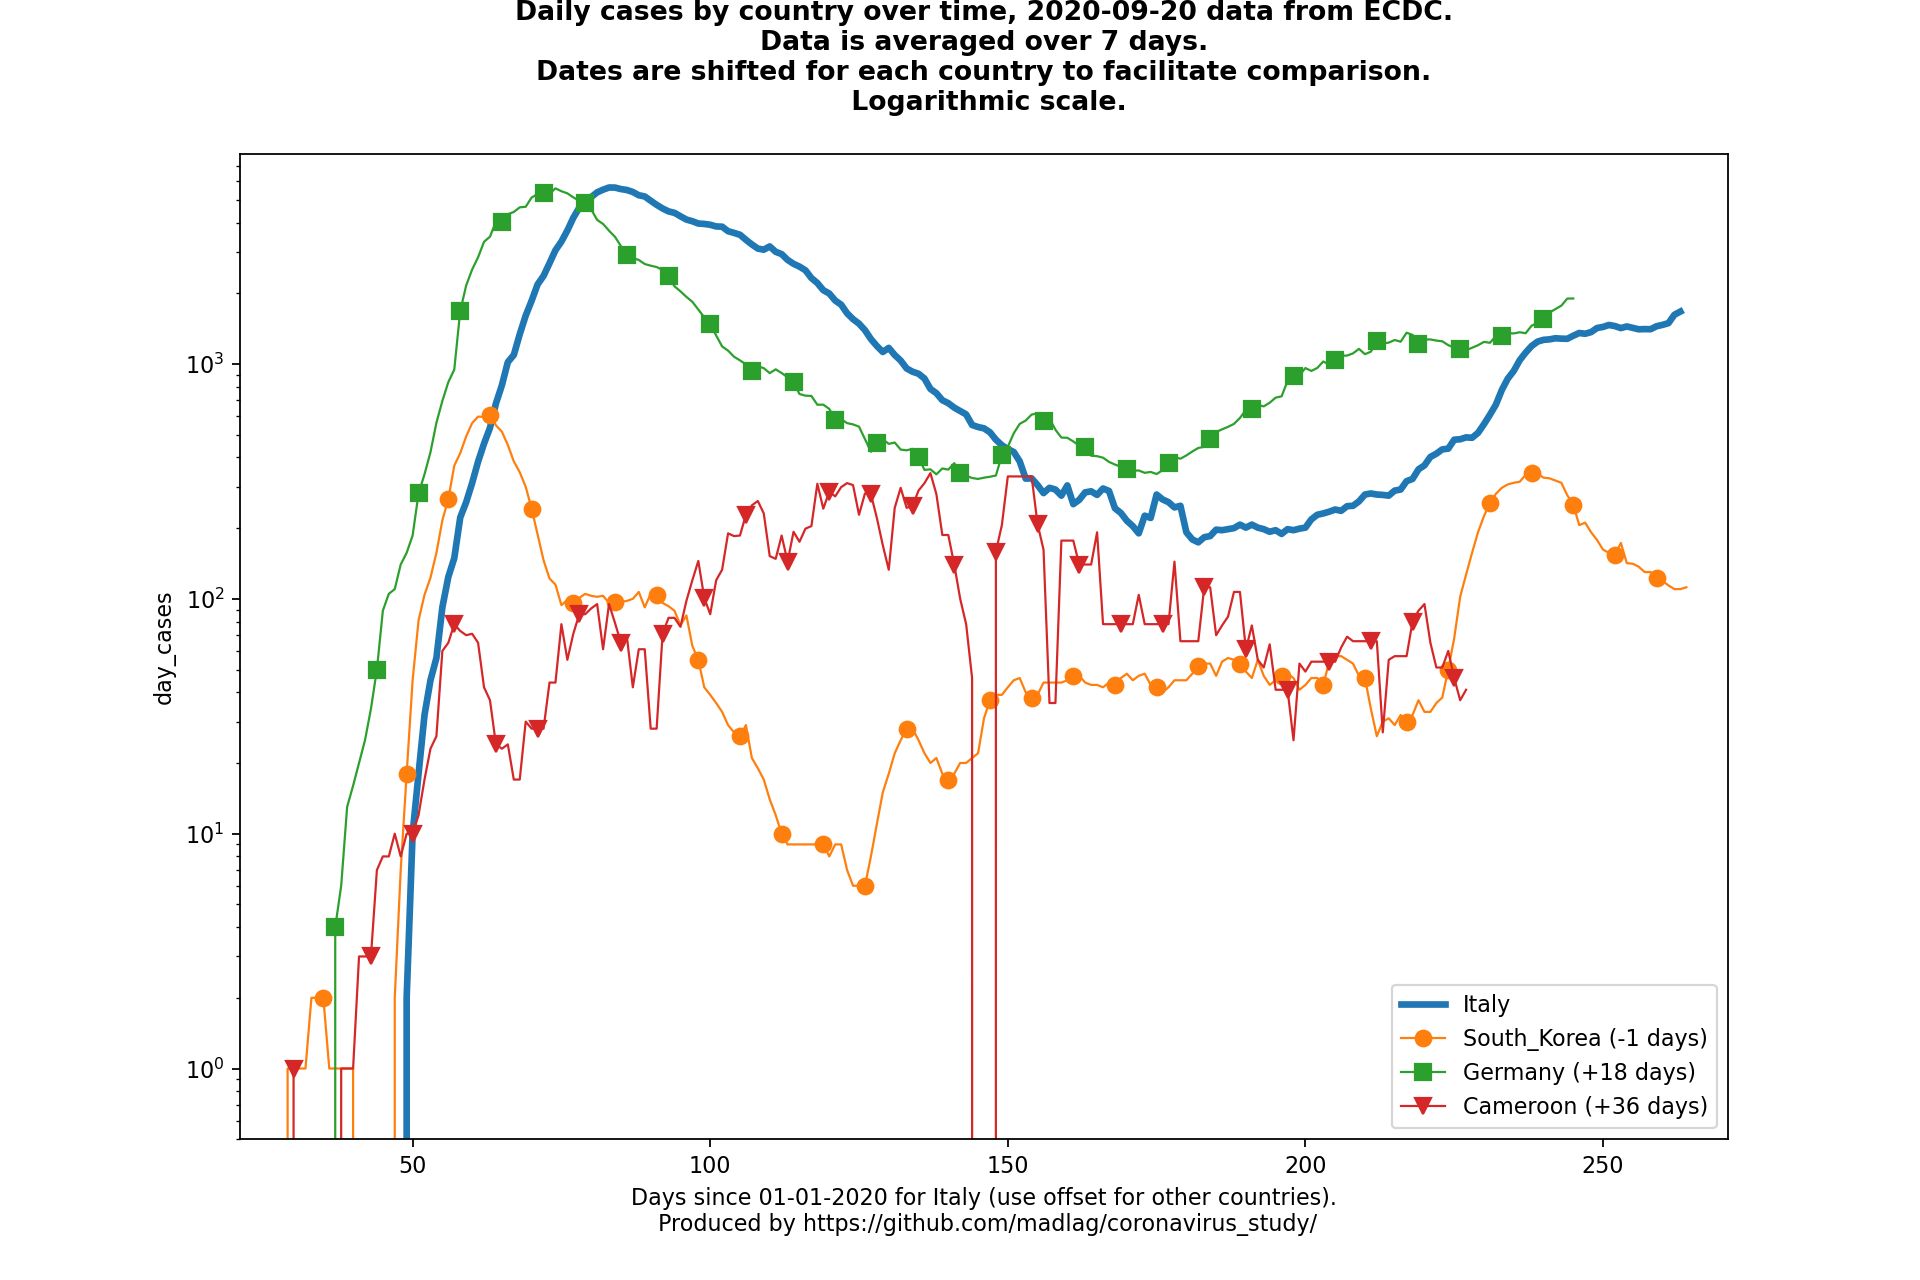 Daily cases by country over time, 2020-09-20 data from ECDC.
Data is averaged over 7 days.
Dates are shifted for each country to facilitate comparison.
Logarithmic scale.
day_cases
10³
10²
10¹
10⁰
50
100
150
200
250
Italy
South_Korea (-1 days)
Germany (+18 days)
Cameroon (+36 days)
Days since 01-01-2020 for Italy (use offset for other countries).
Produced by https://github.com/madlag/coronavirus_study/